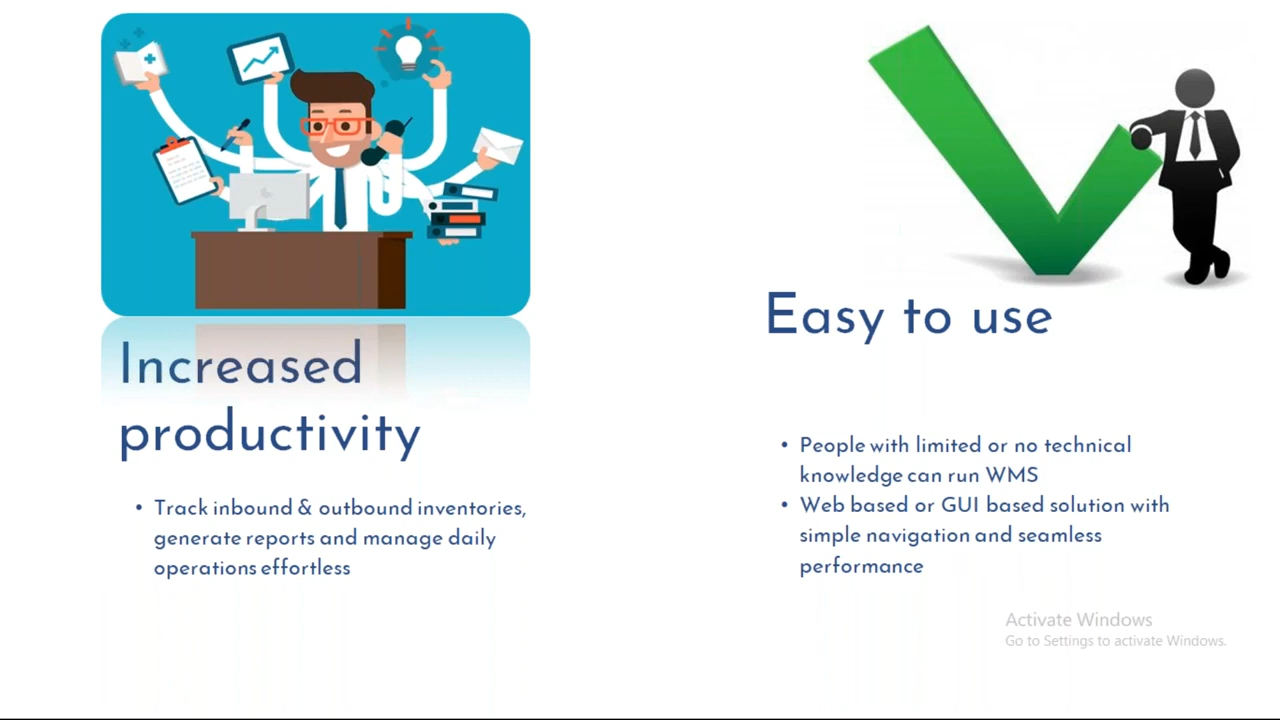 Increased
productivity
• Track inbound & outbound inventories,
generate reports and manage daily
operations effortless
Easy to use
• People with limited or no technical
knowledge can run WMS
• Web based or GUI based solution with
simple navigation and seamless
performance
Activate Windows
Go to Settings to activate Windows.